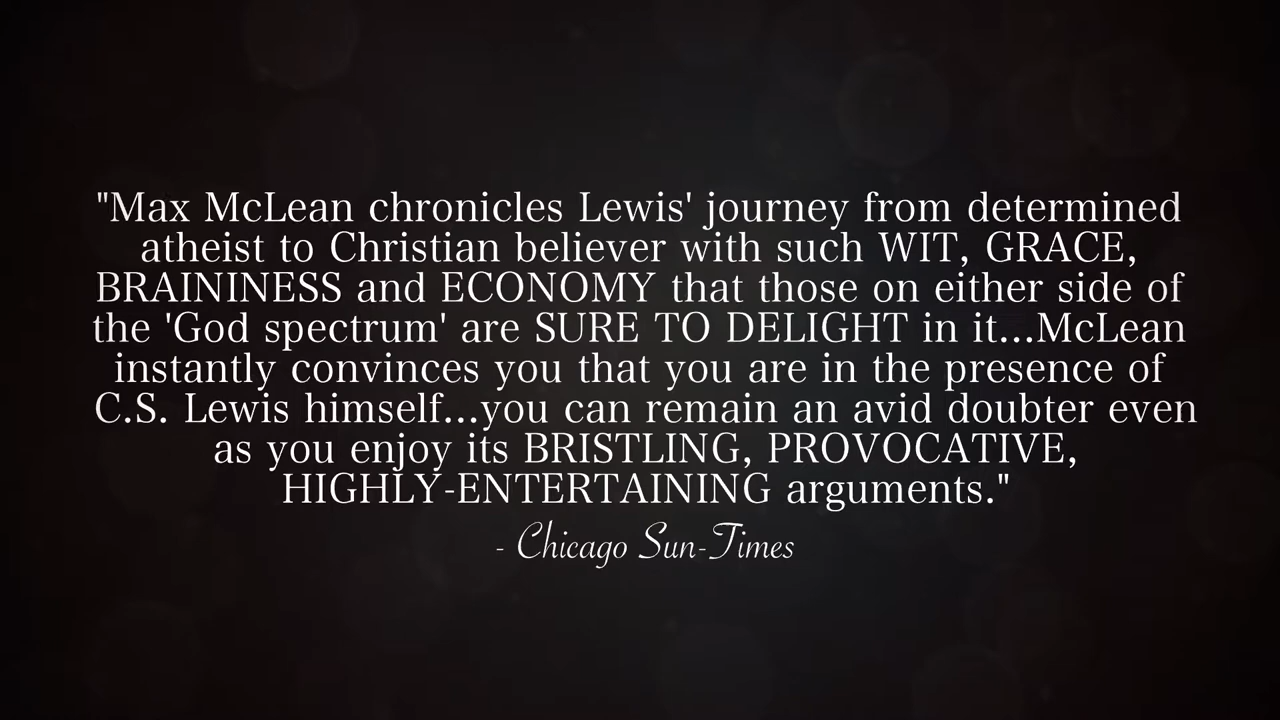 "Max McLean chronicles Lewis' journey from determined
atheist to Christian believer with such WIT, GRACE,
BRAININESS and ECONOMY that those on either side of
the 'God spectrum' are SURE TO DELIGHT in it...McLean
instantly convinces you that you are in the presence of
C.S. Lewis himself...you can remain an avid doubter even
as you enjoy its BRISTLING, PROVOCATIVE,
HIGHLY-ENTERTAINING arguments."
- Chicago Sun-Times